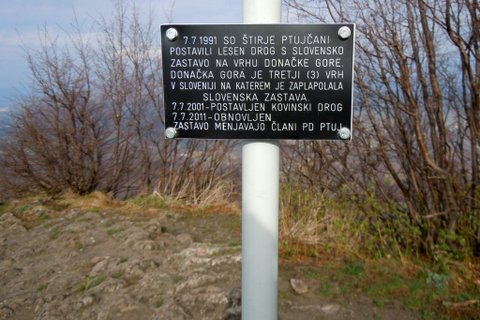 7.7.1991 SO ŠTIRJE PTUJČANI
POSTAVILI LESEN DROG S SLOVENSKO
ZASTAVO NA VRHU DONAČKE GORE.
DONAČKA GORA JE TRETJI (3) VRH
V SLOVENIJI NA KATEREM JE ZAPLAPOLALA
SLOVENSKA ZASTAVA.
7.7.2001-POSTAVLJEN KOVINSKI DROG
7.7.2011-OBNOVLJEN
ZASTAVO MENJAVAJO ČLANI PD PTUJ